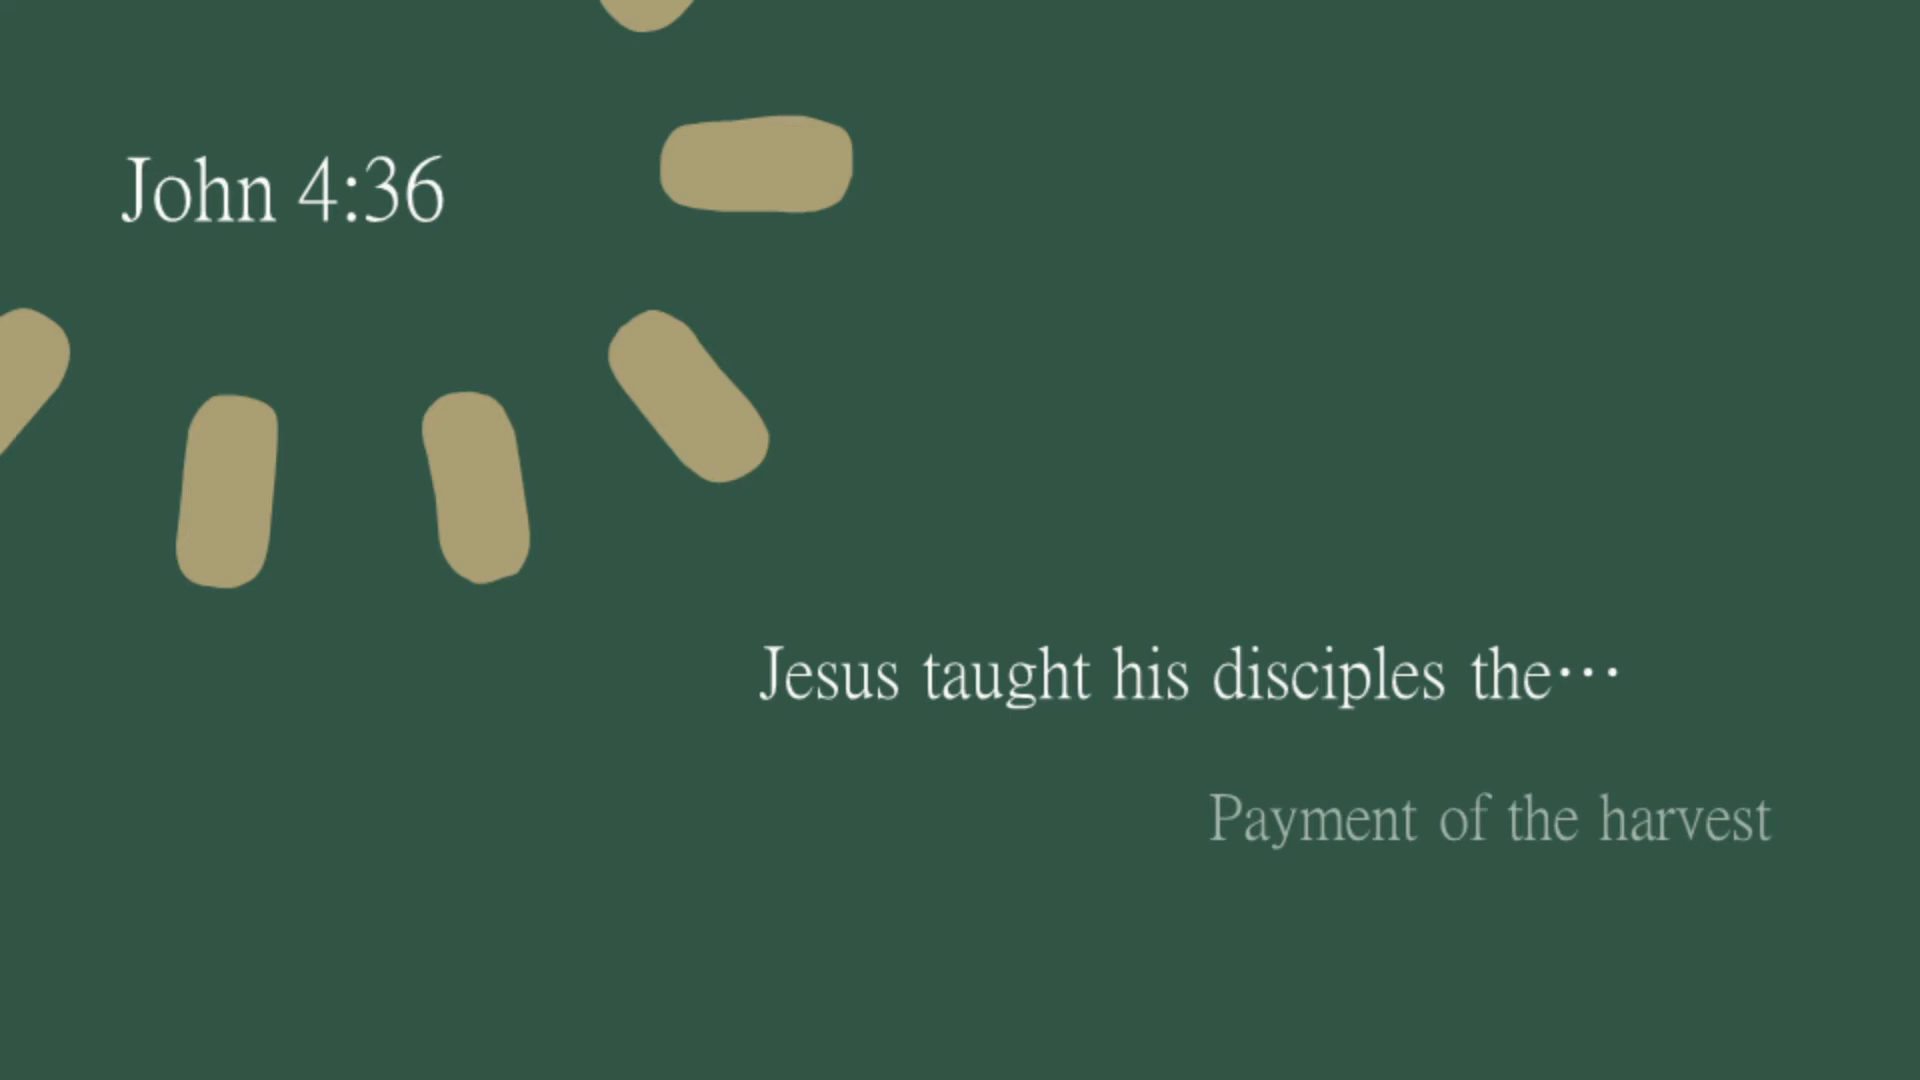 John 4:36
Jesus taught his disciples the···
Payment of the harvest